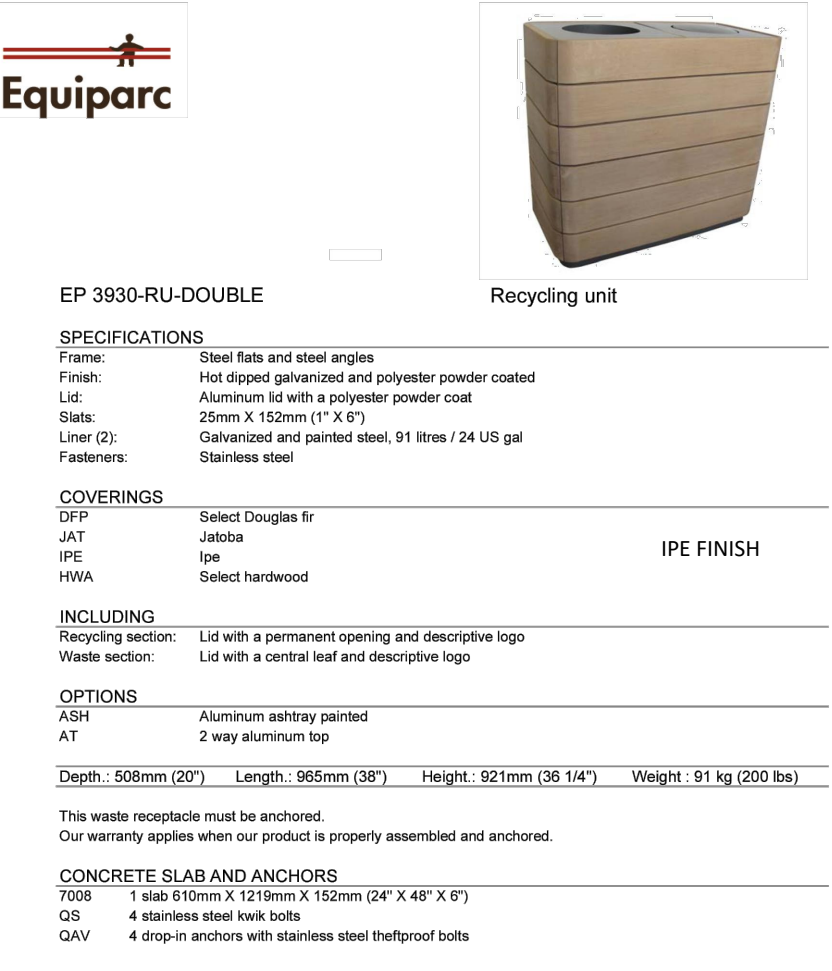 Equiparc
EP 3930-RU-DOUBLE Recycling unit
SPECIFICATIONS
Frame: Steel flats and steel angles
Finish: Hot dipped galvanized and polyester powder coated
Lid: Aluminum lid with a polyester powder coat
Slats: 25mm X 152mm (1" X 6")
Liner (2): Galvanized and painted steel, 91 litres / 24 US gal
Fasteners: Stainless steel
COVERINGS
DFP Select Douglas fir
JAT Jatoba
IPE Ipe
HWA Select hardwood
IPE FINISH
INCLUDING
Recycling section: Lid with a permanent opening and descriptive logo
Waste section: Lid with a central leaf and descriptive logo
OPTIONS
ASH Aluminum ashtray painted
AT 2 way aluminum top
Depth.: 508mm (20") Length.: 965mm (38") Height.: 921mm (36 1/4") Weight : 91 kg (200 lbs)
This waste receptacle must be anchored.
Our warranty applies when our product is properly assembled and anchored.
CONCRETE SLAB AND ANCHORS
7008 1 slab 610mm X 1219mm X 152mm (24" X 48" X 6")
QS 4 stainless steel kwik bolts
QAV 4 drop-in anchors with stainless steel theftproof bolts